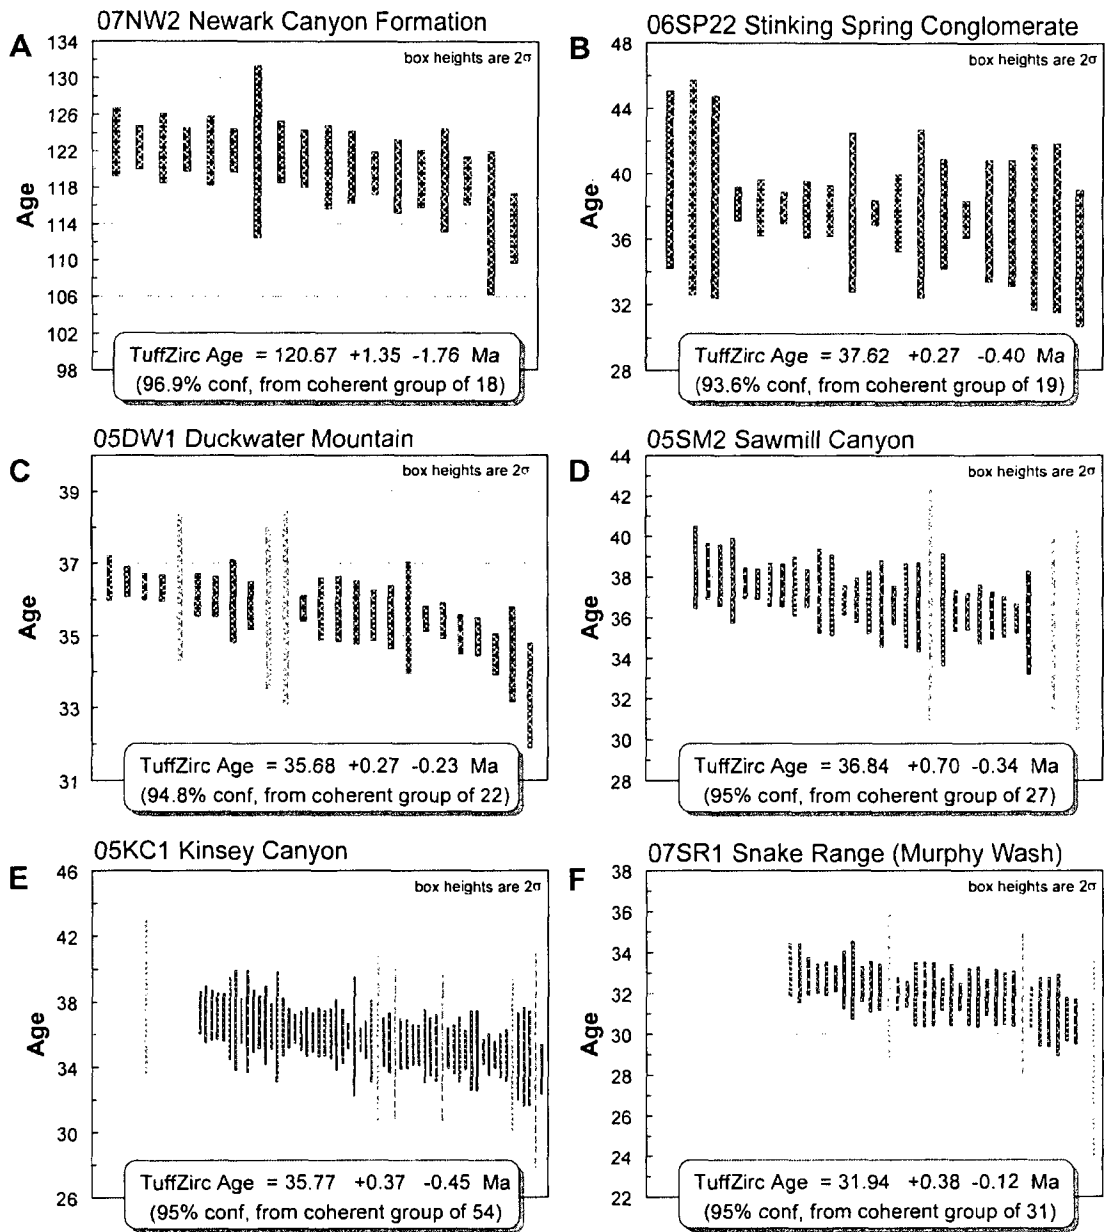 07NW2 Newark Canyon Formation
A
134
130
126
122
118
114
110
106
102
98
Age
box heights are 2σ
TuffZirc Age = 120.67 +1.35 -1.76 Ma
(96.9% conf, from coherent group of 18)
06SP22 Stinking Spring Conglomerate
B
48
44
40
36
32
28
Age
box heights are 2σ
TuffZirc Age = 37.62 +0.27 -0.40 Ma
(93.6% conf, from coherent group of 19)
05DW1 Duckwater Mountain
C
39
37
35
33
31
Age
box heights are 2σ
TuffZirc Age = 35.68 +0.27 -0.23 Ma
(94.8% conf, from coherent group of 22)
05SM2 Sawmill Canyon
D
44
42
40
38
36
34
32
30
28
Age
box heights are 2σ
TuffZirc Age = 36.84 +0.70 -0.34 Ma
(95% conf, from coherent group of 27)
05KC1 Kinsey Canyon
E
46
42
38
34
30
26
Age
box heights are 2σ
TuffZirc Age = 35.77 +0.37 -0.45 Ma
(95% conf, from coherent group of 54)
07SR1 Snake Range (Murphy Wash)
F
38
36
34
32
30
28
26
24
22
Age
box heights are 2σ
TuffZirc Age = 31.94 +0.38 -0.12 Ma
(95% conf, from coherent group of 31)